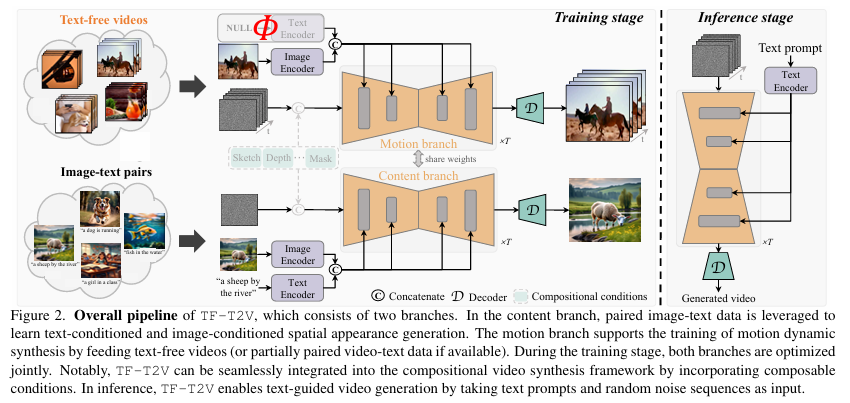 Text-free videos
Training stage
Inference stage
NULL
Φ
Text
Encoder
Image
Encoder
C
Text prompt
Text
Encoder
t
t
t
C
D
Motion branch
×T
Sketch Depth ··· Mask
share weights
Image-text pairs
Content branch
C
D
×T
×T
"a dog is running"
"a sheep by the river"
"fish in the water"
"a girl in a class"
Image
Encoder
"a sheep by
the river"
Text
Encoder
C
D
Generated video
C Concatenate D Decoder Compositional conditions
Figure 2. Overall pipeline of TF-T2V, which consists of two branches. In the content branch, paired image-text data is leveraged to
learn text-conditioned and image-conditioned spatial appearance generation. The motion branch supports the training of motion dynamic
synthesis by feeding text-free videos (or partially paired video-text data if available). During the training stage, both branches are optimized
jointly. Notably, TF-T2V can be seamlessly integrated into the compositional video synthesis framework by incorporating composable
conditions. In inference, TF-T2V enables text-guided video generation by taking text prompts and random noise sequences as input.